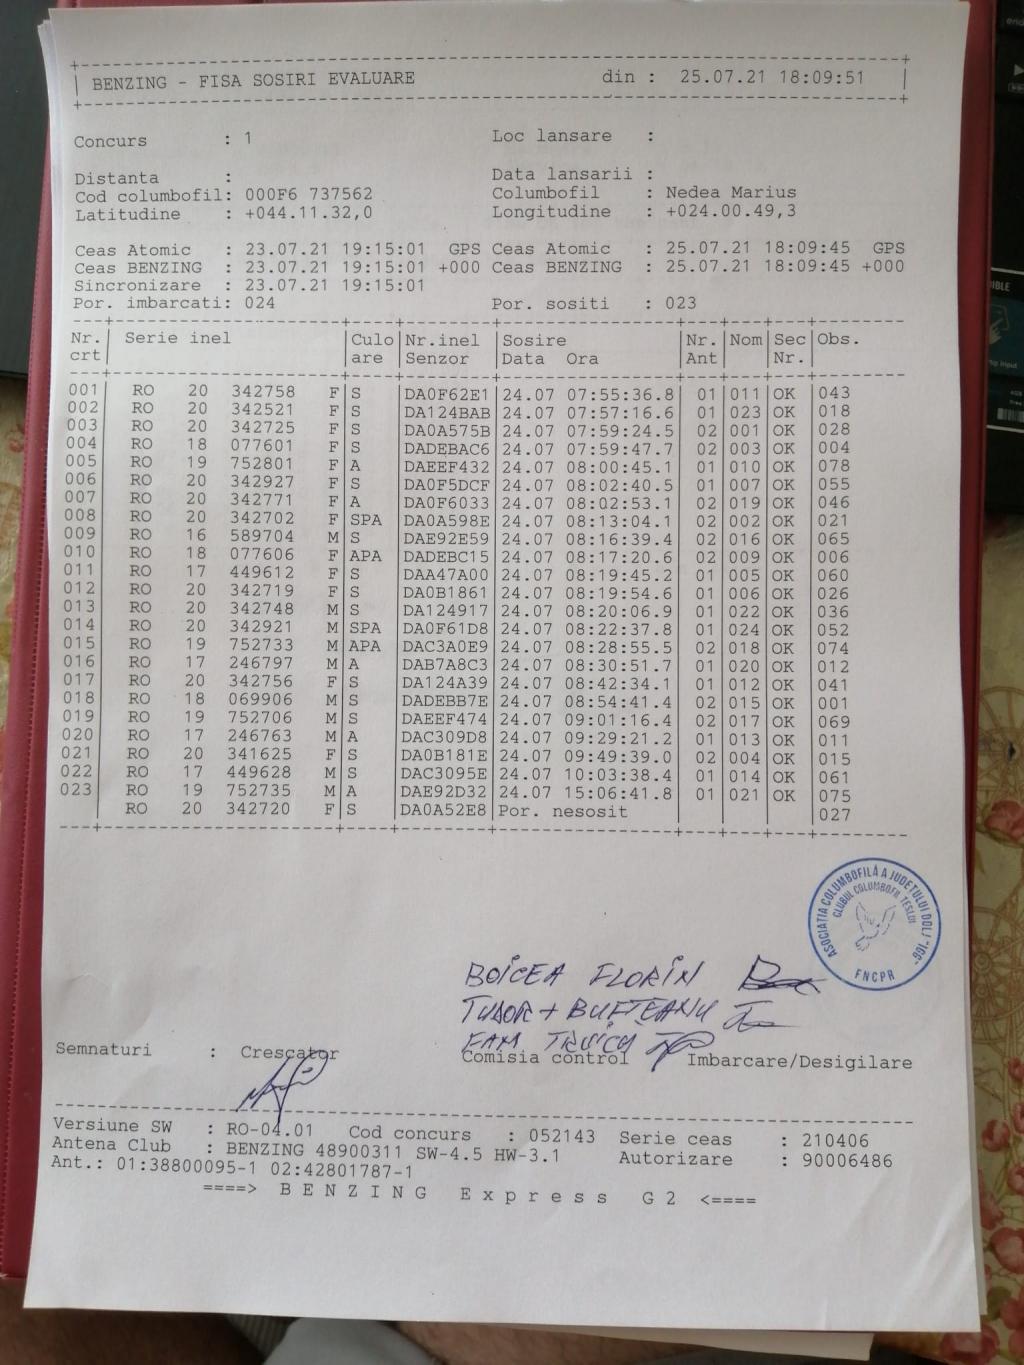 BENZING - FISA SOSIRI EVALUARE din : 25.07.21 18:09:51
Concurs : 1 Loc lansare :
Distanta : Data lansarii :
Cod columbofil: 000F6 737562 Columbofil : Nedea Marius
Latitudine : +044.11.32,0 Longitudine : +024.00.49,3
Ceas Atomic : 23.07.21 19:15:01 GPS Ceas Atomic : 25.07.21 18:09:45 GPS
Ceas BENZING : 23.07.21 19:15:01 +000 Ceas BENZING : 25.07.21 18:09:45 +000
Sincronizare : 23.07.21 19:15:01
Por. imbarcati: 024 Por. sositi : 023
Nr. Serie inel Culo Nr.inel Sosire Nr. Nom Sec Obs.
crt are Senzor Data Ora Ant Nr.
001 RO 20 342758 F S DA0F62E1 24.07 07:55:36.8 01 011 OK 043
002 RO 20 342521 F S DA124BAB 24.07 07:57:16.6 01 023 OK 018
003 RO 20 342725 F S DA0A575B 24.07 07:59:24.5 02 001 OK 028
004 RO 18 077601 F S DADEBAC6 24.07 07:59:47.7 02 003 OK 004
005 RO 19 752801 F A DAEEF432 24.07 08:00:45.1 01 010 OK 078
006 RO 20 342927 F S DA0F5DCF 24.07 08:02:40.5 01 007 OK 055
007 RO 20 342771 F A DA0F6033 24.07 08:02:53.1 02 019 OK 046
008 RO 20 342702 F SPA DA0A598E 24.07 08:13:04.1 02 002 OK 021
009 RO 16 589704 M S DAE92E59 24.07 08:16:39.4 02 016 OK 065
010 RO 18 077606 F APA DADEBC15 24.07 08:17:20.6 02 009 OK 006
011 RO 17 449612 F S DAA47A00 24.07 08:19:45.2 01 005 OK 060
012 RO 20 342719 F S DA0B1861 24.07 08:19:54.6 01 006 OK 026
013 RO 20 342748 M S DA124917 24.07 08:20:06.9 01 022 OK 036
014 RO 20 342921 M SPA DA0F61D8 24.07 08:22:37.8 01 024 OK 052
015 RO 19 752733 M APA DAC3A0E9 24.07 08:28:55.5 02 018 OK 074
016 RO 17 246797 M A DAB7A8C3 24.07 08:30:51.7 01 020 OK 012
017 RO 20 342756 F S DA124A39 24.07 08:42:34.1 01 012 OK 041
018 RO 18 069906 M S DADEBB7E 24.07 08:54:41.4 02 015 OK 001
019 RO 19 752706 M S DAEEF474 24.07 09:01:16.4 02 017 OK 069
020 RO 17 246763 M A DAC309D8 24.07 09:29:21.2 01 013 OK 011
021 RO 20 341625 F S DA0B181E 24.07 09:49:39.0 02 004 OK 015
022 RO 17 449628 M S DAC3095E 24.07 10:03:38.4 01 014 OK 061
023 RO 19 752735 M A DAE92D32 24.07 15:06:41.8 01 021 OK 075
RO 20 342720 F S DA0A52E8 Por. nesosit 027
ASOCIATIA COLUMBOFILĂ A JUDETULUI DOLJ "IGG"
CLUBUL COLUMBOFIL TESLUI
FNCPR
BOICEA FLORIN
TUDOR + BUFTEANU
FAM TRUICĂ
Semnaturi : Crescator Comisia control Imbarcare/Desigilare
Versiune SW : RO-04.01 Cod concurs : 052143 Serie ceas : 210406
Antena Club : BENZING 48900311 SW-4.5 HW-3.1 Autorizare : 90006486
Ant.: 01:38800095-1 02:42801787-1
====> B E N Z I N G E x p r e s s G 2 <====